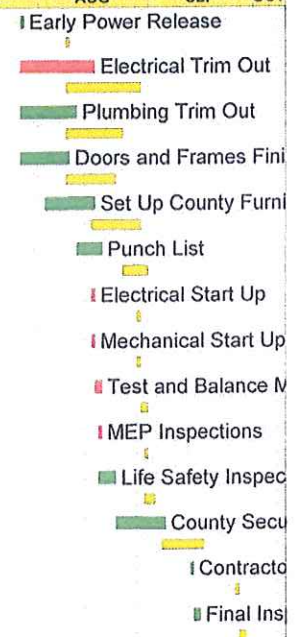 Early Power Release
Electrical Trim Out
Plumbing Trim Out
Doors and Frames Fini
Set Up County Furni
Punch List
Electrical Start Up
Mechanical Start Up
Test and Balance M
MEP Inspections
Life Safety Inspec
County Secu
Contracto
Final Ins